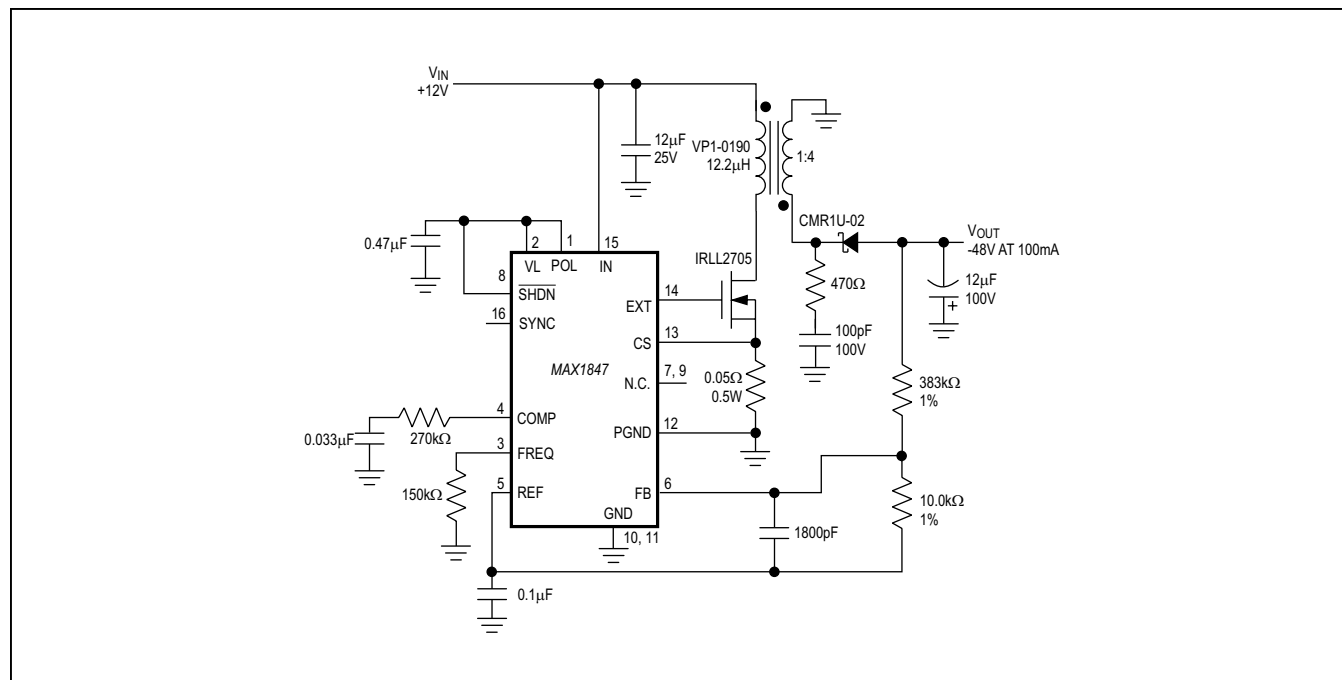 VIN
+12V
12µF
25V
VP1-0190
12.2µH
1:4
CMR1U-02
VOUT
-48V AT 100mA
0.47µF
2
1
15
VL
POL
IN
8
SHDN
16
SYNC
IRLL2705
470Ω
12µF
100V
+
EXT
14
CS
13
100pF
100V
MAX1847
N.C.
7, 9
0.05Ω
0.5W
383kΩ
1%
COMP
4
270kΩ
0.033µF
PGND
12
FREQ
3
150kΩ
REF
5
FB
6
10.0kΩ
1%
GND
10, 11
1800pF
0.1µF